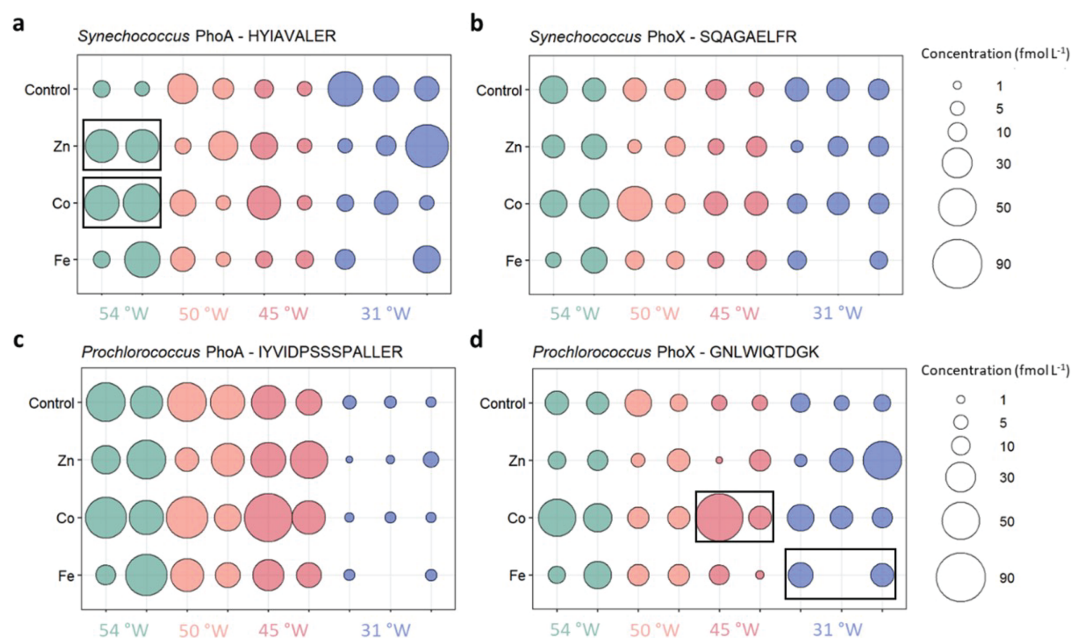 a
Synechococcus PhoA - HYIAVALER
Control
Zn
Co
Fe
54 °W 50 °W 45 °W 31 °W
b
Synechococcus PhoX - SQAGAELFR
Control
Zn
Co
Fe
54 °W 50 °W 45 °W 31 °W
Concentration (fmol L⁻¹)
1
5
10
30
50
90
c
Prochlorococcus PhoA - IYVIDPSSSPALLER
Control
Zn
Co
Fe
54 °W 50 °W 45 °W 31 °W
d
Prochlorococcus PhoX - GNLWIQTDGK
Control
Zn
Co
Fe
54 °W 50 °W 45 °W 31 °W
Concentration (fmol L⁻¹)
1
5
10
30
50
90